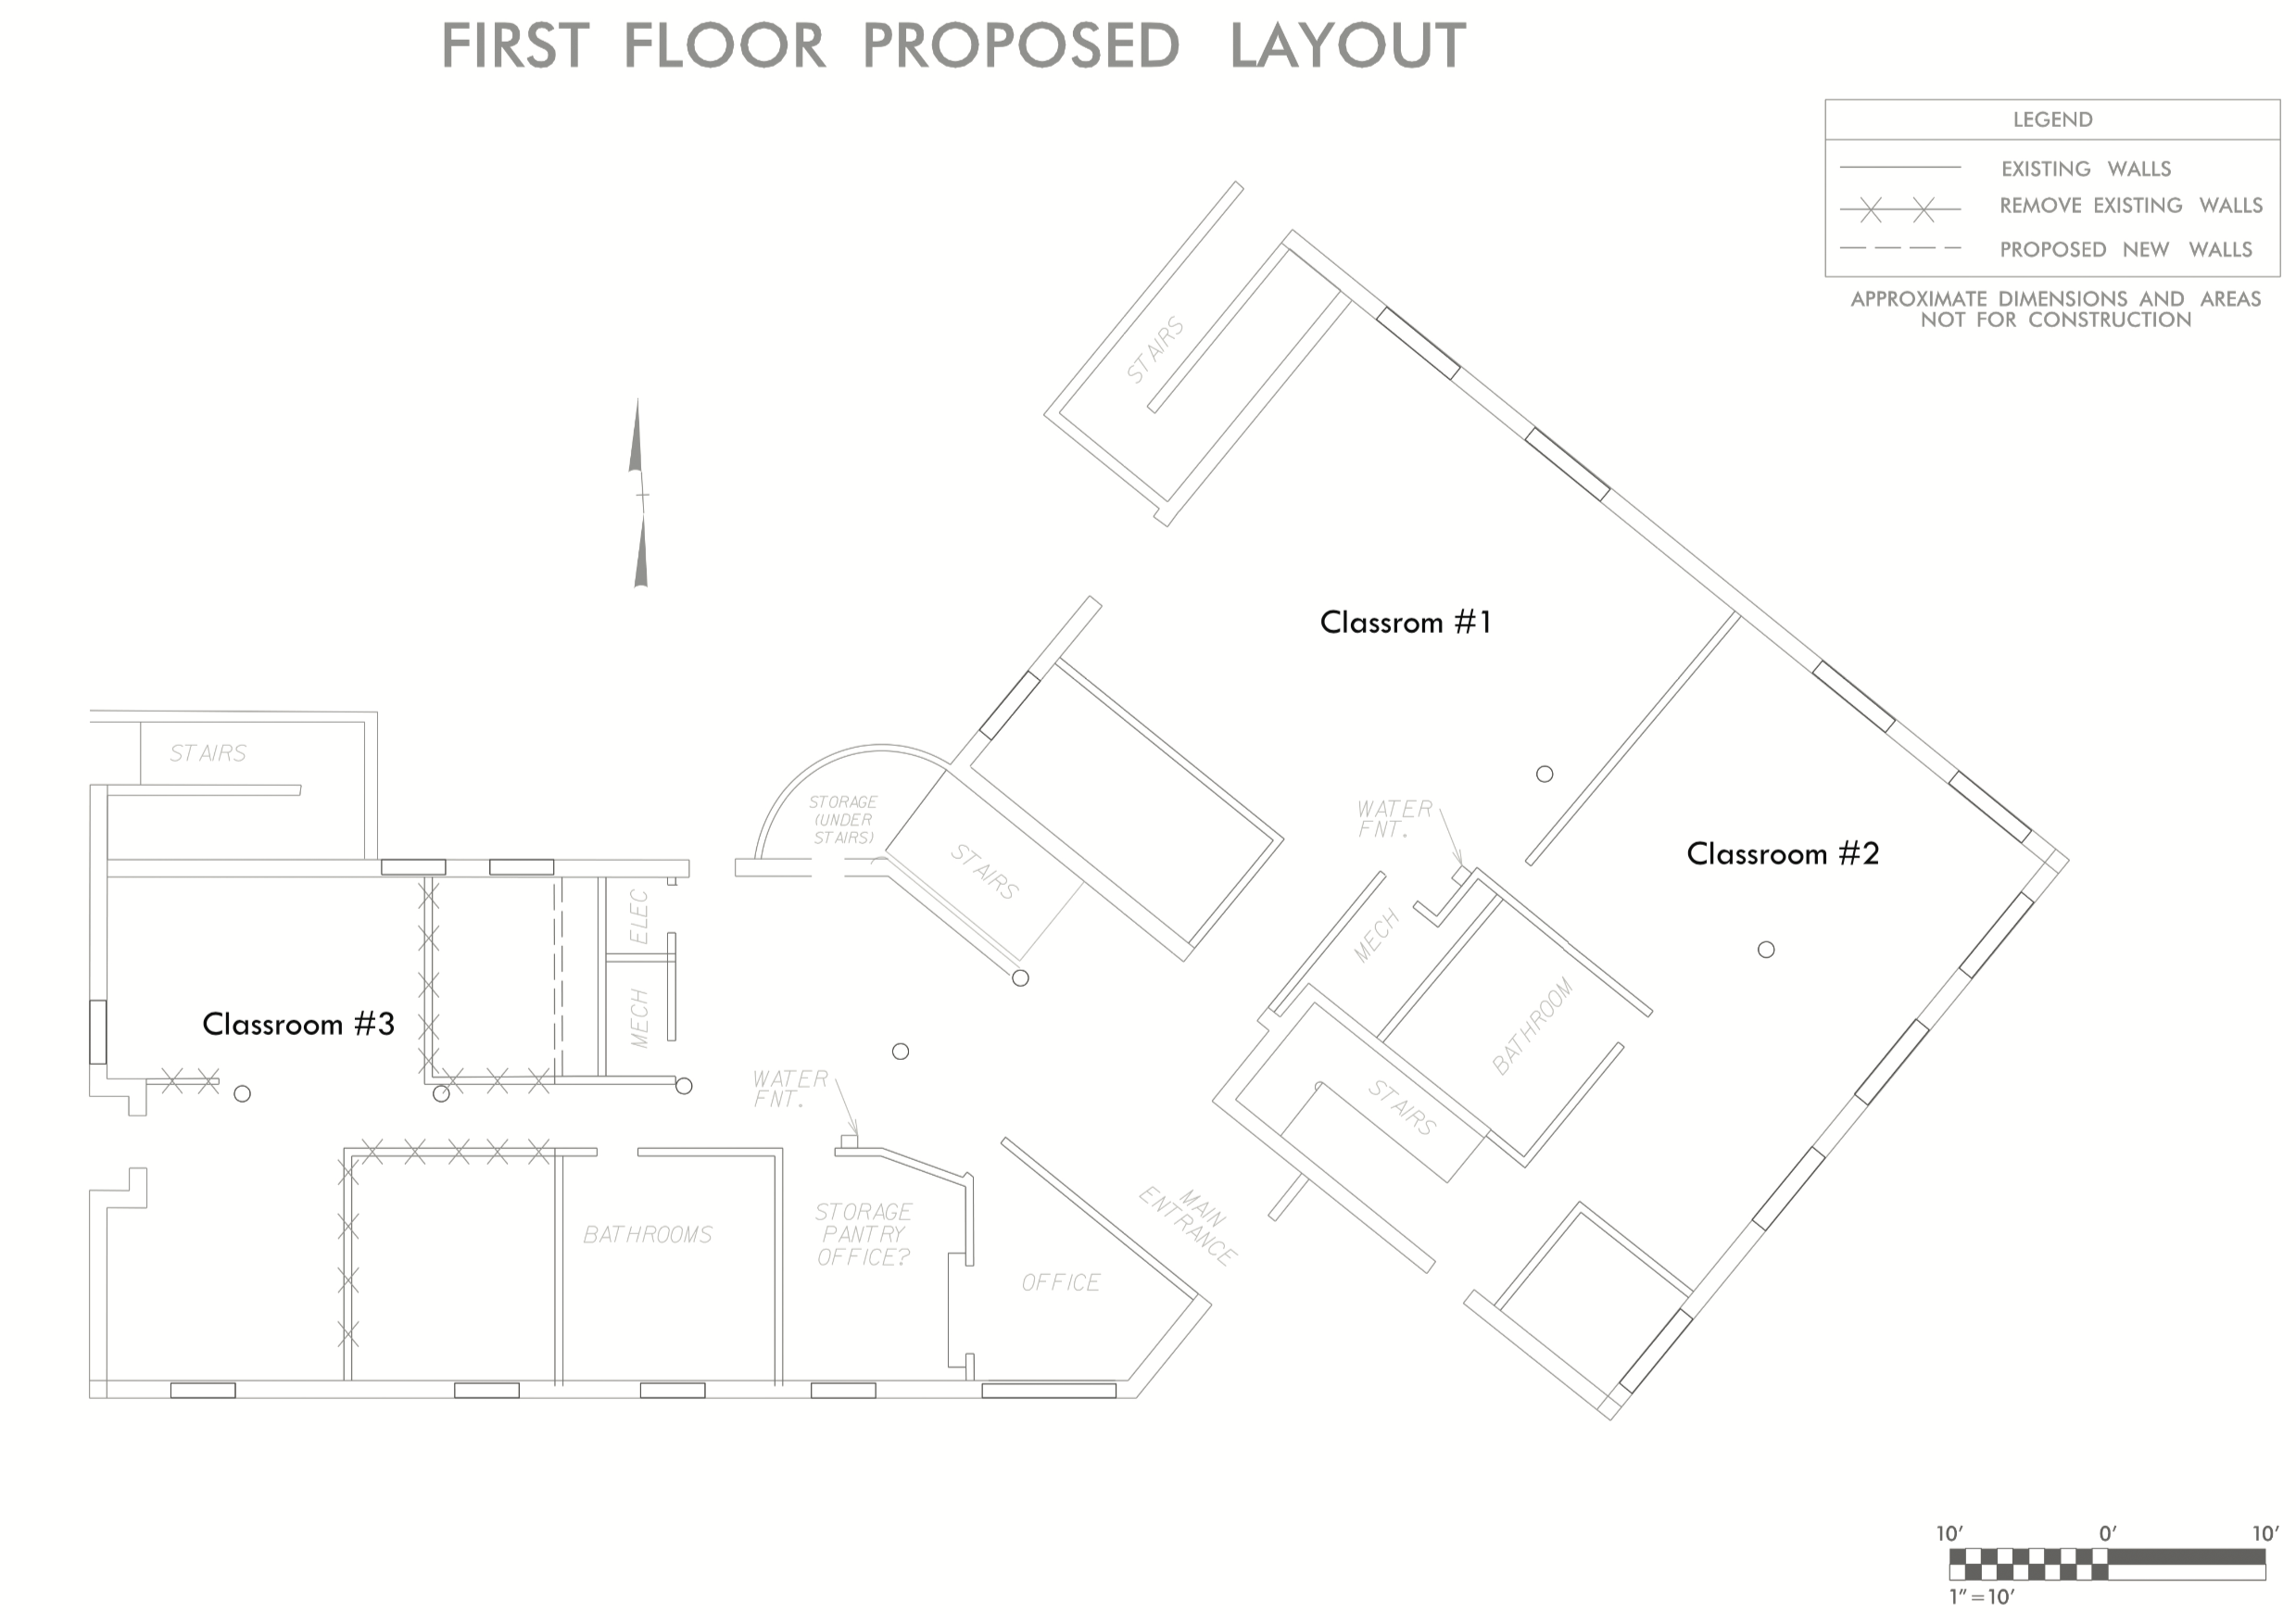 FIRST FLOOR PROPOSED LAYOUT
LEGEND
EXISTING WALLS
REMOVE EXISTING WALLS
PROPOSED NEW WALLS
APPROXIMATE DIMENSIONS AND AREAS
NOT FOR CONSTRUCTION
STAIRS
Classrom #1
STAIRS
STORAGE
(UNDER
STAIRS)
STAIRS
WATER
FNT.
Classroom #2
ELEC
MECH
MECH
Classroom #3
BATHROOM
WATER
FNT.
STAIRS
MAIN
ENTRANCE
BATHROOMS
STORAGE
PANTRY
OFFICE?
OFFICE
10' 0' 10'
1"=10'